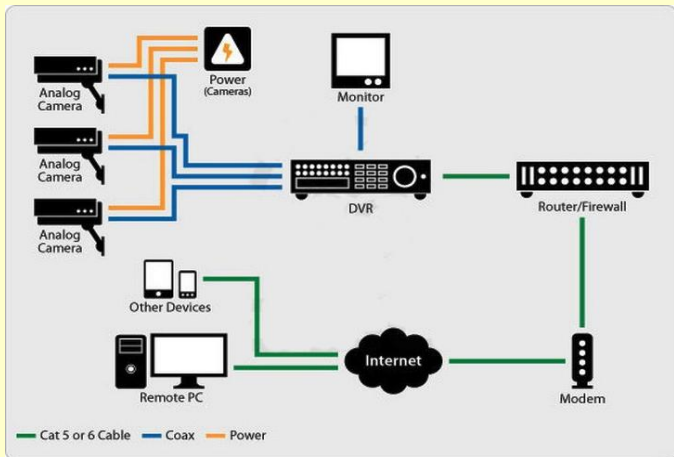 Analog
Camera
Power
(Cameras)
Monitor
Analog
Camera
DVR
Router/Firewall
Analog
Camera
Other Devices
Internet
Remote PC
Modem
Cat 5 or 6 Cable
Coax
Power